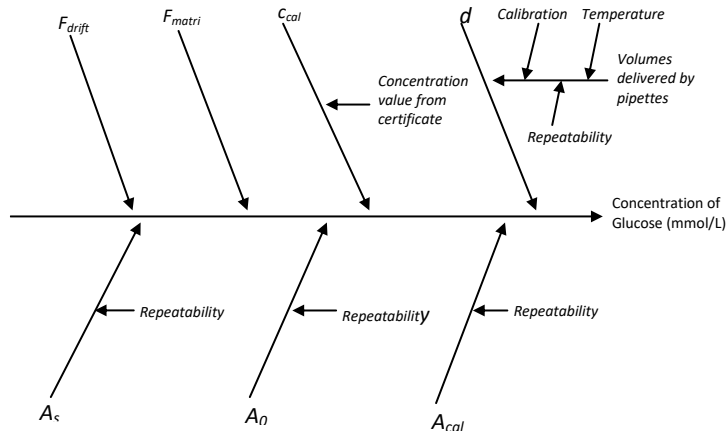 F_drift
F_matri
c_cal
d
Calibration
Temperature
Volumes
delivered by
pipettes
Concentration
value from
certificate
Repeatability
Concentration of
Glucose (mmol/L)
Repeatability
Repeatability
Repeatability
A_s
A_0
A_cal